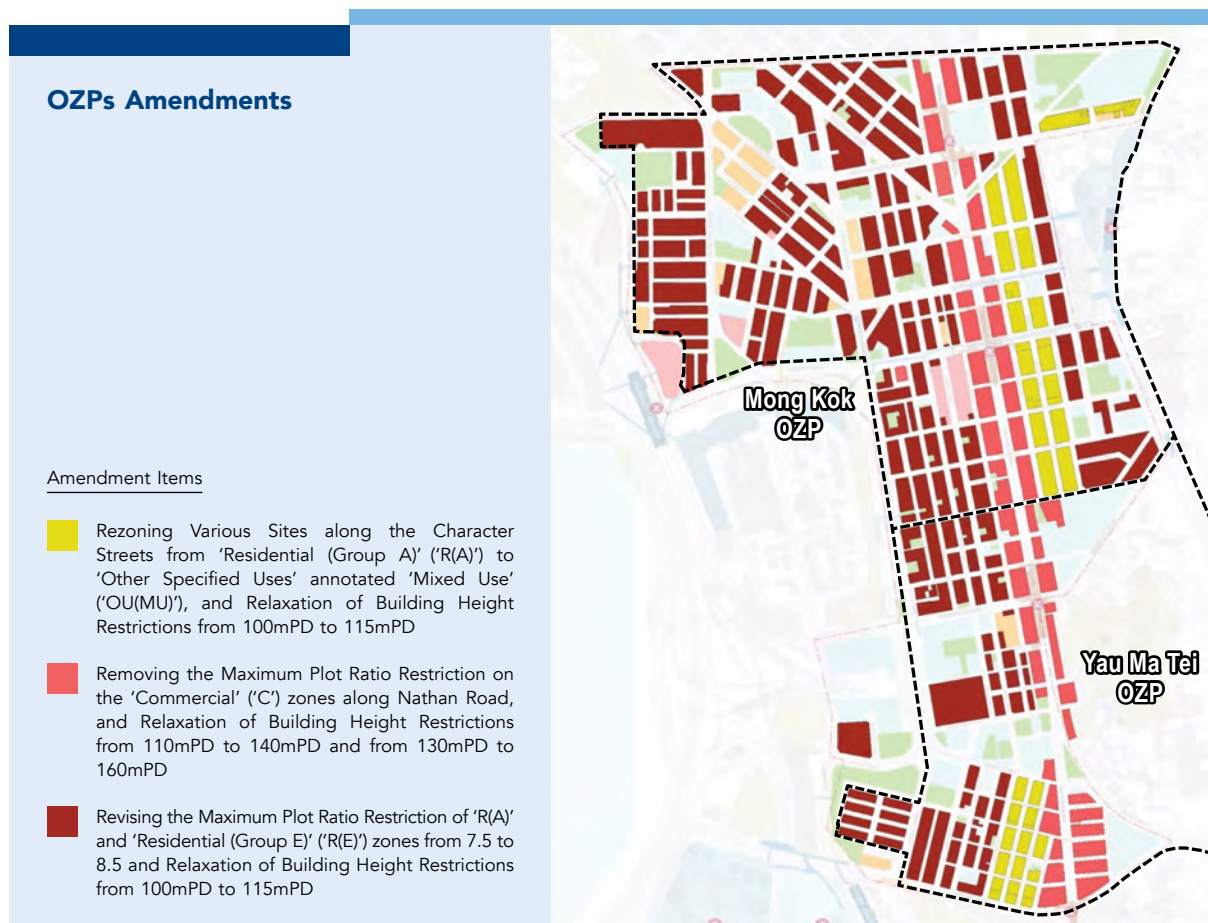 OZPs Amendments
Amendment Items
Rezoning Various Sites along the Character
Streets from ‘Residential (Group A)’ (‘R(A)’) to
‘Other Specified Uses’ annotated ‘Mixed Use’
(‘OU(MU)’), and Relaxation of Building Height
Restrictions from 100mPD to 115mPD
Removing the Maximum Plot Ratio Restriction on
the ‘Commercial’ (‘C’) zones along Nathan Road,
and Relaxation of Building Height Restrictions
from 110mPD to 140mPD and from 130mPD to
160mPD
Revising the Maximum Plot Ratio Restriction of ‘R(A)’
and ‘Residential (Group E)’ (‘R(E)’) zones from 7.5 to
8.5 and Relaxation of Building Height Restrictions
from 100mPD to 115mPD
Mong Kok
OZP
Yau Ma Tei
OZP